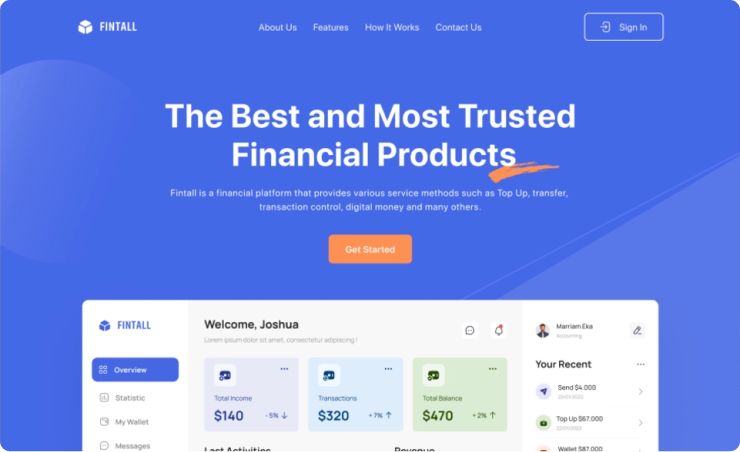 FINTALL
About Us Features How It Works Contact Us
Sign In
The Best and Most Trusted
Financial Products
Fintall is a financial platform that provides various service methods such as Top Up, transfer,
transaction control, digital money and many others.
Get Started
FINTALL
Overview
Statistic
My Wallet
Messages
Welcome, Joshua
Lorem ipsum dolor sit amet, consectetur adipiscing !
Total Income
$140 - 5%
Transactions
$320 + 7%
Total Balance
$470 + 2%
Last Activities
Revenue
Marriam Eka
Accounting
Your Recent
Send $4.000
Top Up $67.000
Wallet $87.000